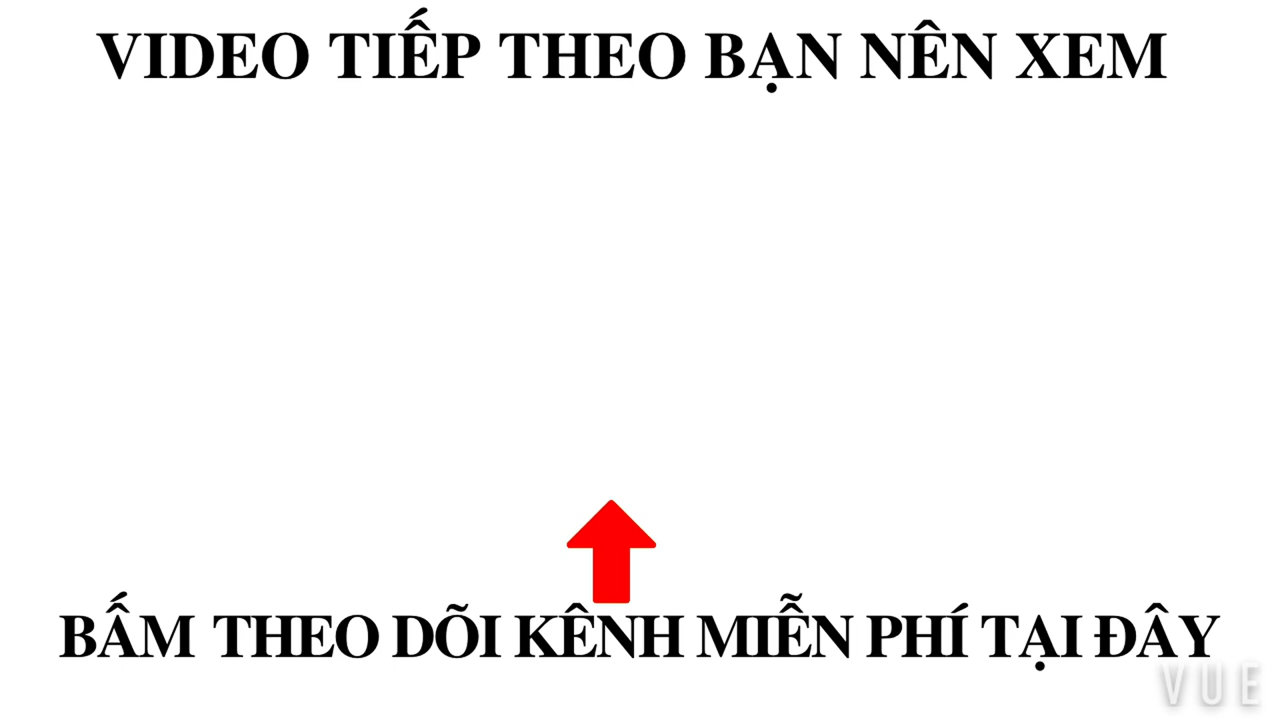 VIDEO TIẾP THEO BẠN NÊN XEM
BẤM THEO DÕI KÊNH MIỄN PHÍ TẠI ĐÂY
VUE